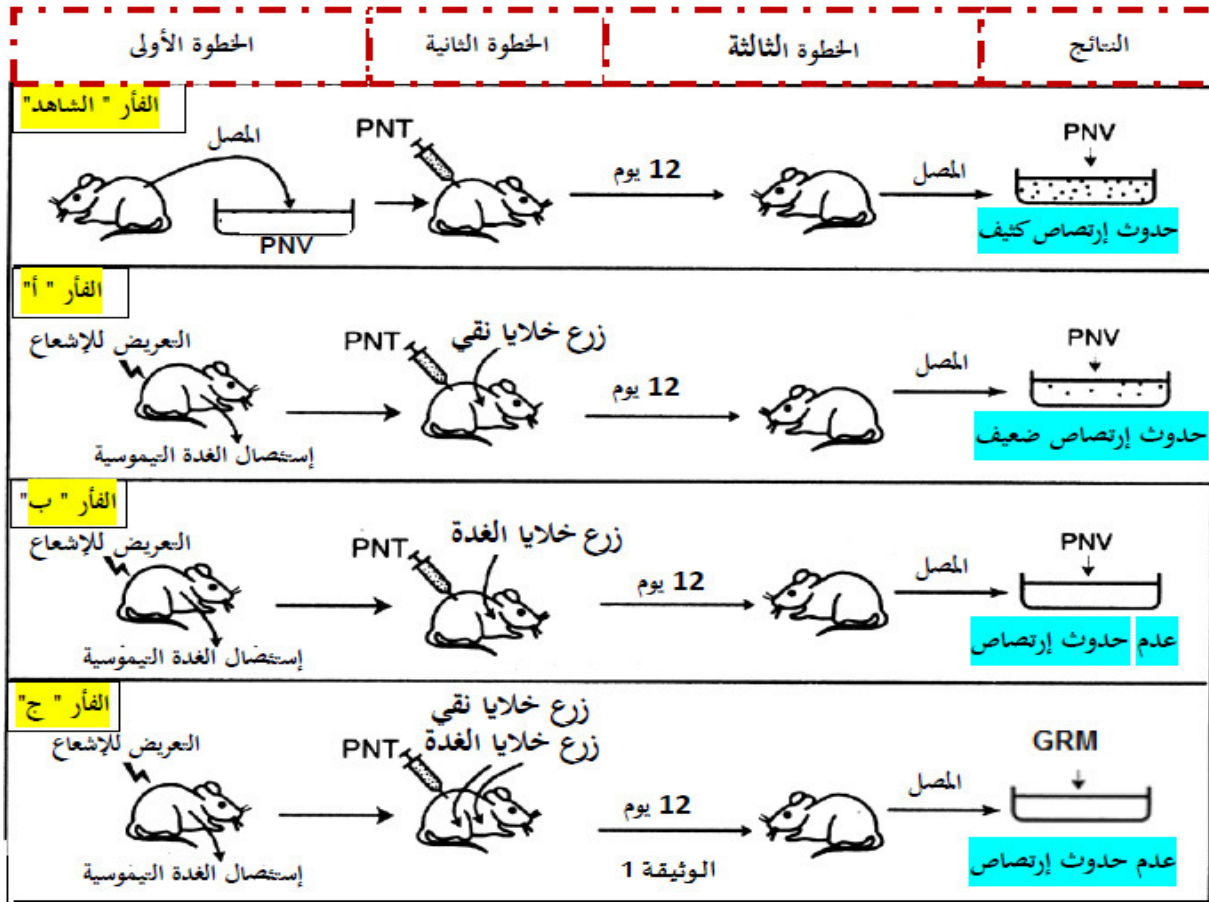 الخطوة الأولى
الخطوة الثانية
الخطوة الثالثة
النتائج
الفأر " الشاهد"
المصل
PNV
PNT
12 يوم
المصل
PNV
حدوث إرتصاص كثيف
الفأر " أ"
التعريض للإشعاع
إستئصال الغدة التيموسية
PNT
زرع خلايا نقي
12 يوم
المصل
PNV
حدوث إرتصاص ضعيف
الفأر " ب"
التعريض للإشعاع
إستئصال الغدة التيموسية
PNT
زرع خلايا الغدة
12 يوم
المصل
PNV
عدم حدوث إرتصاص
الفأر " ج"
التعريض للإشعاع
إستئصال الغدة التيموسية
زرع خلايا نقي
زرع خلايا الغدة
PNT
12 يوم
المصل
GRM
عدم حدوث إرتصاص
الوثيقة 1